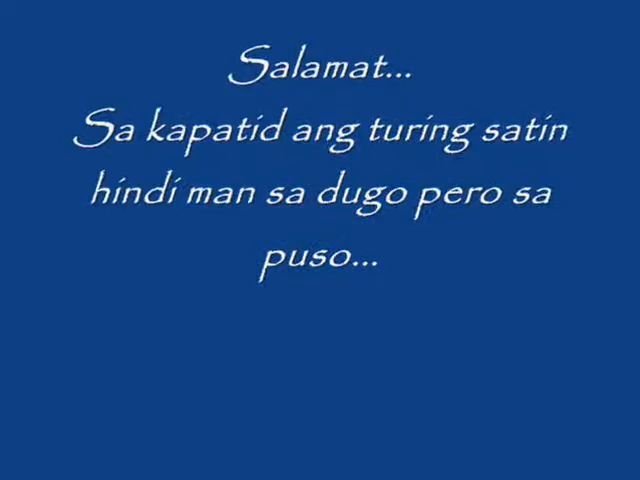 Salamat...
Sa kapatid ang turing satin
hindi man sa dugo pero sa
puso...